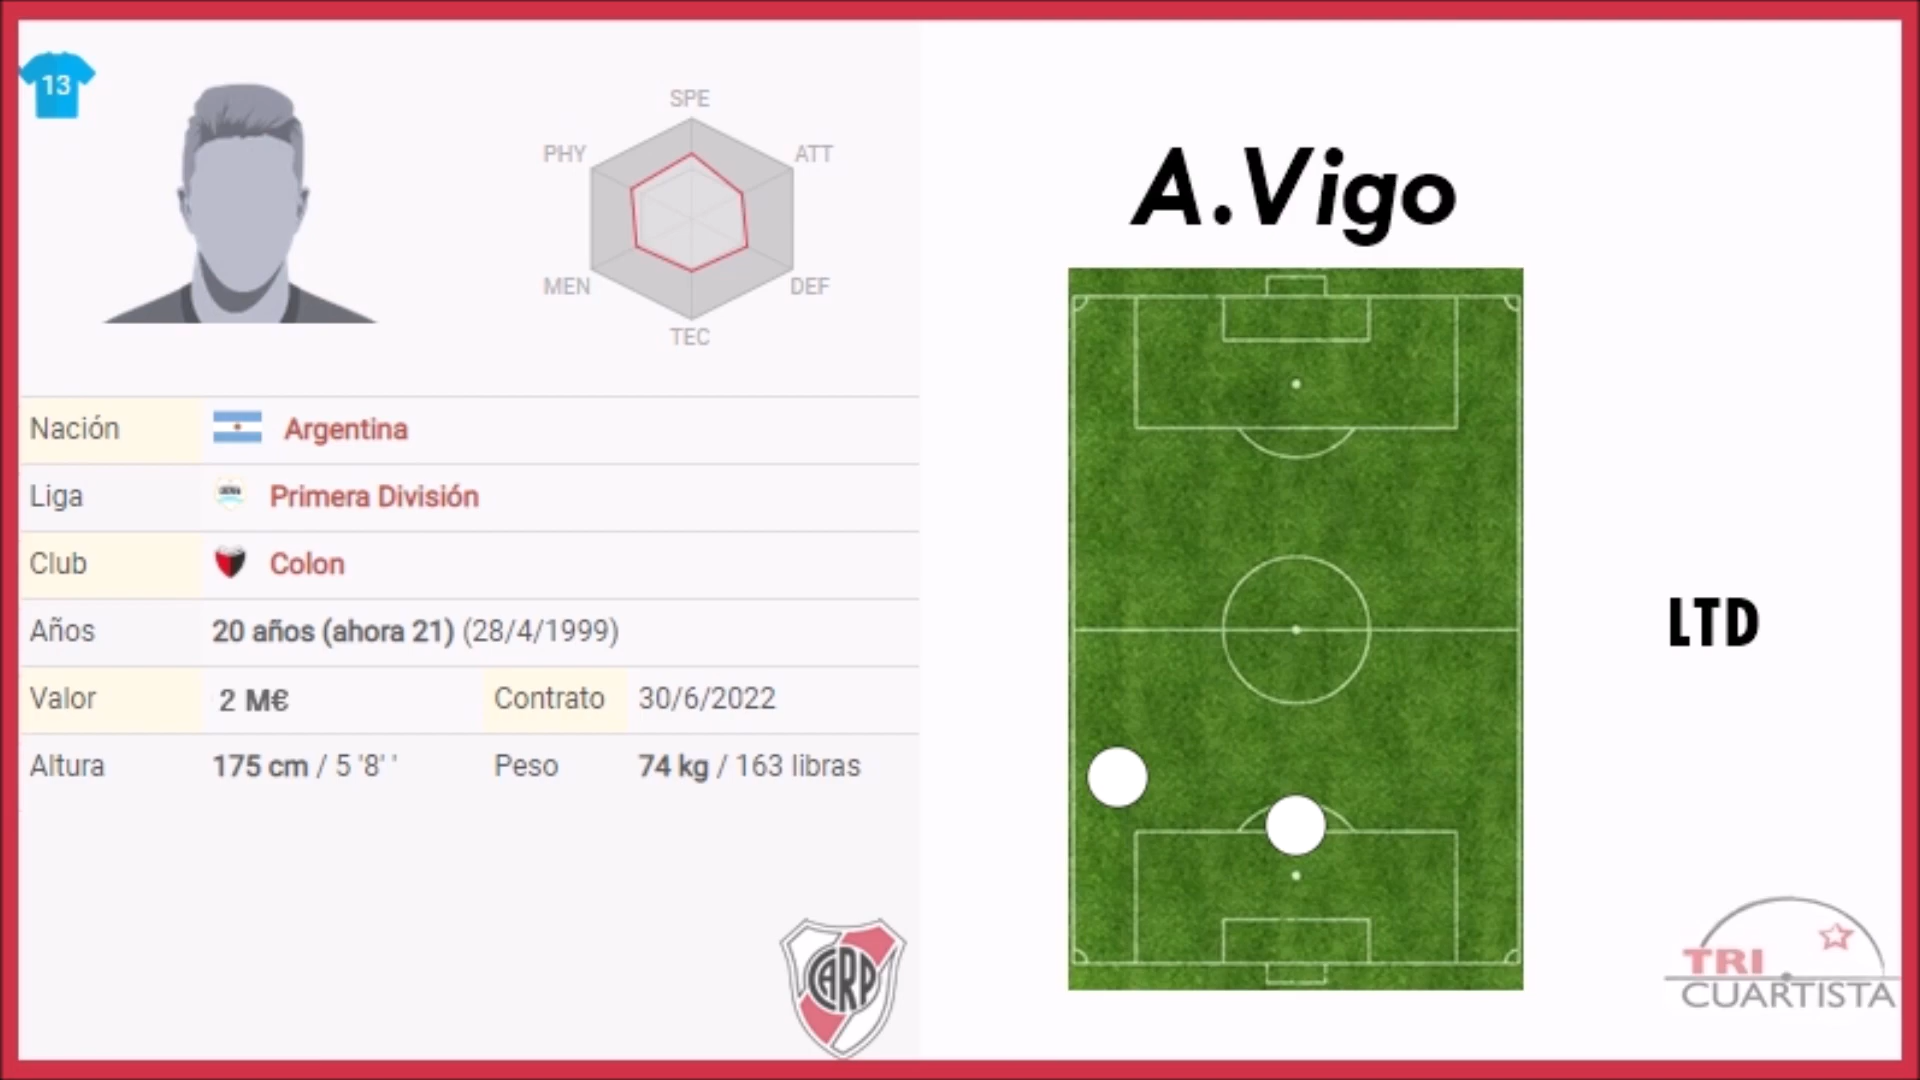 13
SPE
PHY
ATT
MEN
DEF
TEC
A.Vigo
Nación Argentina
Liga Primera División
Club Colon
Años 20 años (ahora 21) (28/4/1999)
LTD
Valor 2 M€ Contrato 30/6/2022
Altura 175 cm / 5 '8' ' Peso 74 kg / 163 libras
CARP
TRI
CUARTISTA